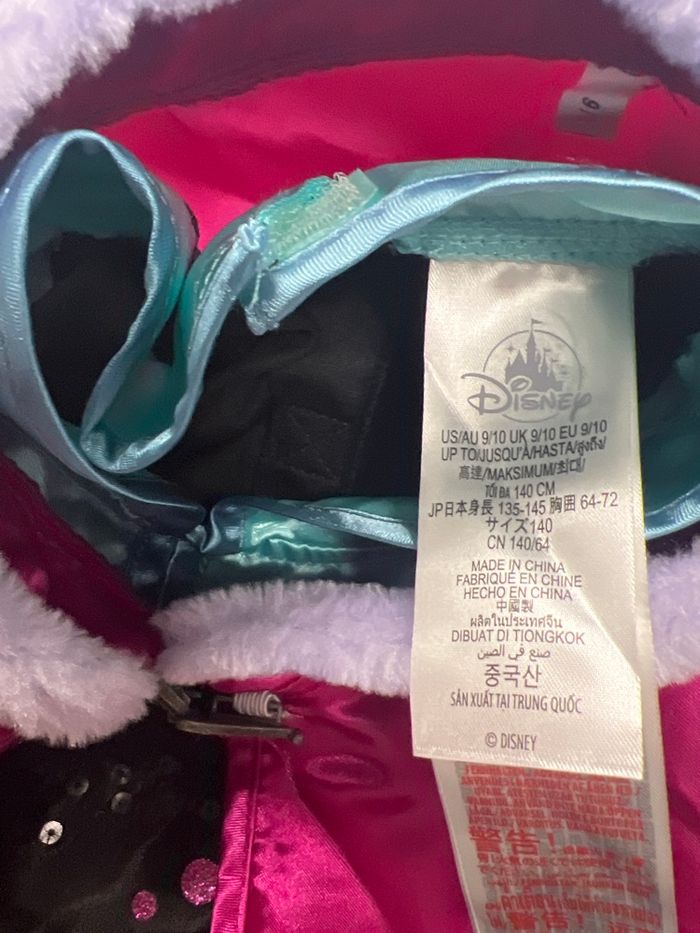 9/
DISNEY
US/AU 9/10 UK 9/10 EU 9/10
UP TO/JUSQU'À/HASTA/สูงถึง/
高達/MAKSIMUM/최대/
TỐI ĐA 140 CM
JP日本身長 135-145 胸囲 64-72
サイズ140
CN 140/64
MADE IN CHINA
FABRIQUÉ EN CHINE
HECHO EN CHINA
中國製
ผลิตในประเทศจีน
DIBUAT DI TIONGKOK
صنع في الصين
중국산
SẢN XUẤT TẠI TRUNG QUỐC
© DISNEY
警告!